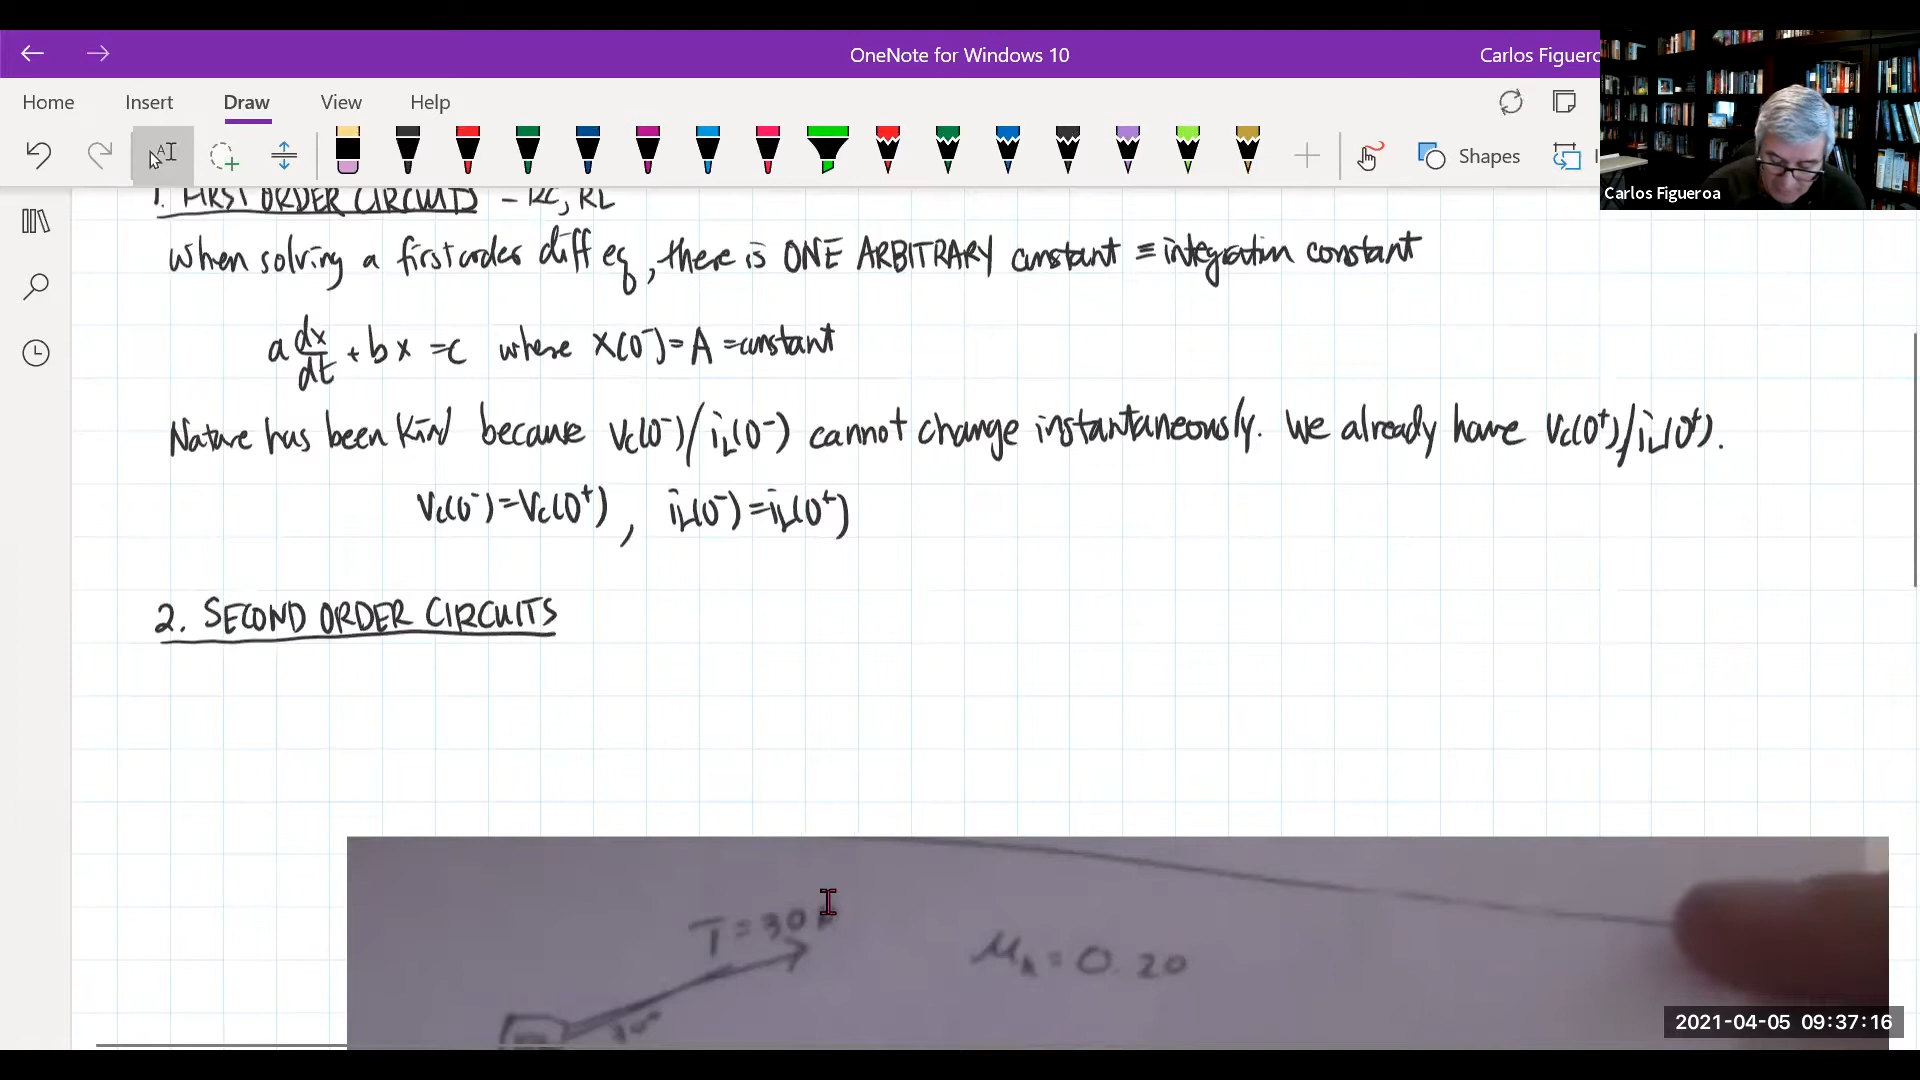 OneNote for Windows 10
Carlos Figuero
Home Insert Draw View Help
Shapes
Carlos Figueroa
1. FIRST ORDER CIRCUITS - RC, RL
When solving a first order diff eq, there is ONE ARBITRARY constant ≡ integration constant
a dx/dt + bx = c where x(0⁻) = A = constant
Nature has been kind because Vc(0⁻)/iL(0⁻) cannot change instantaneously. We already have Vc(0⁺)/iL(0⁺).
Vc(0⁻)=Vc(0⁺), iL(0⁻)=iL(0⁺)
2. SECOND ORDER CIRCUITS
T = 30
μk = 0.20
2021-04-05 09:37:16